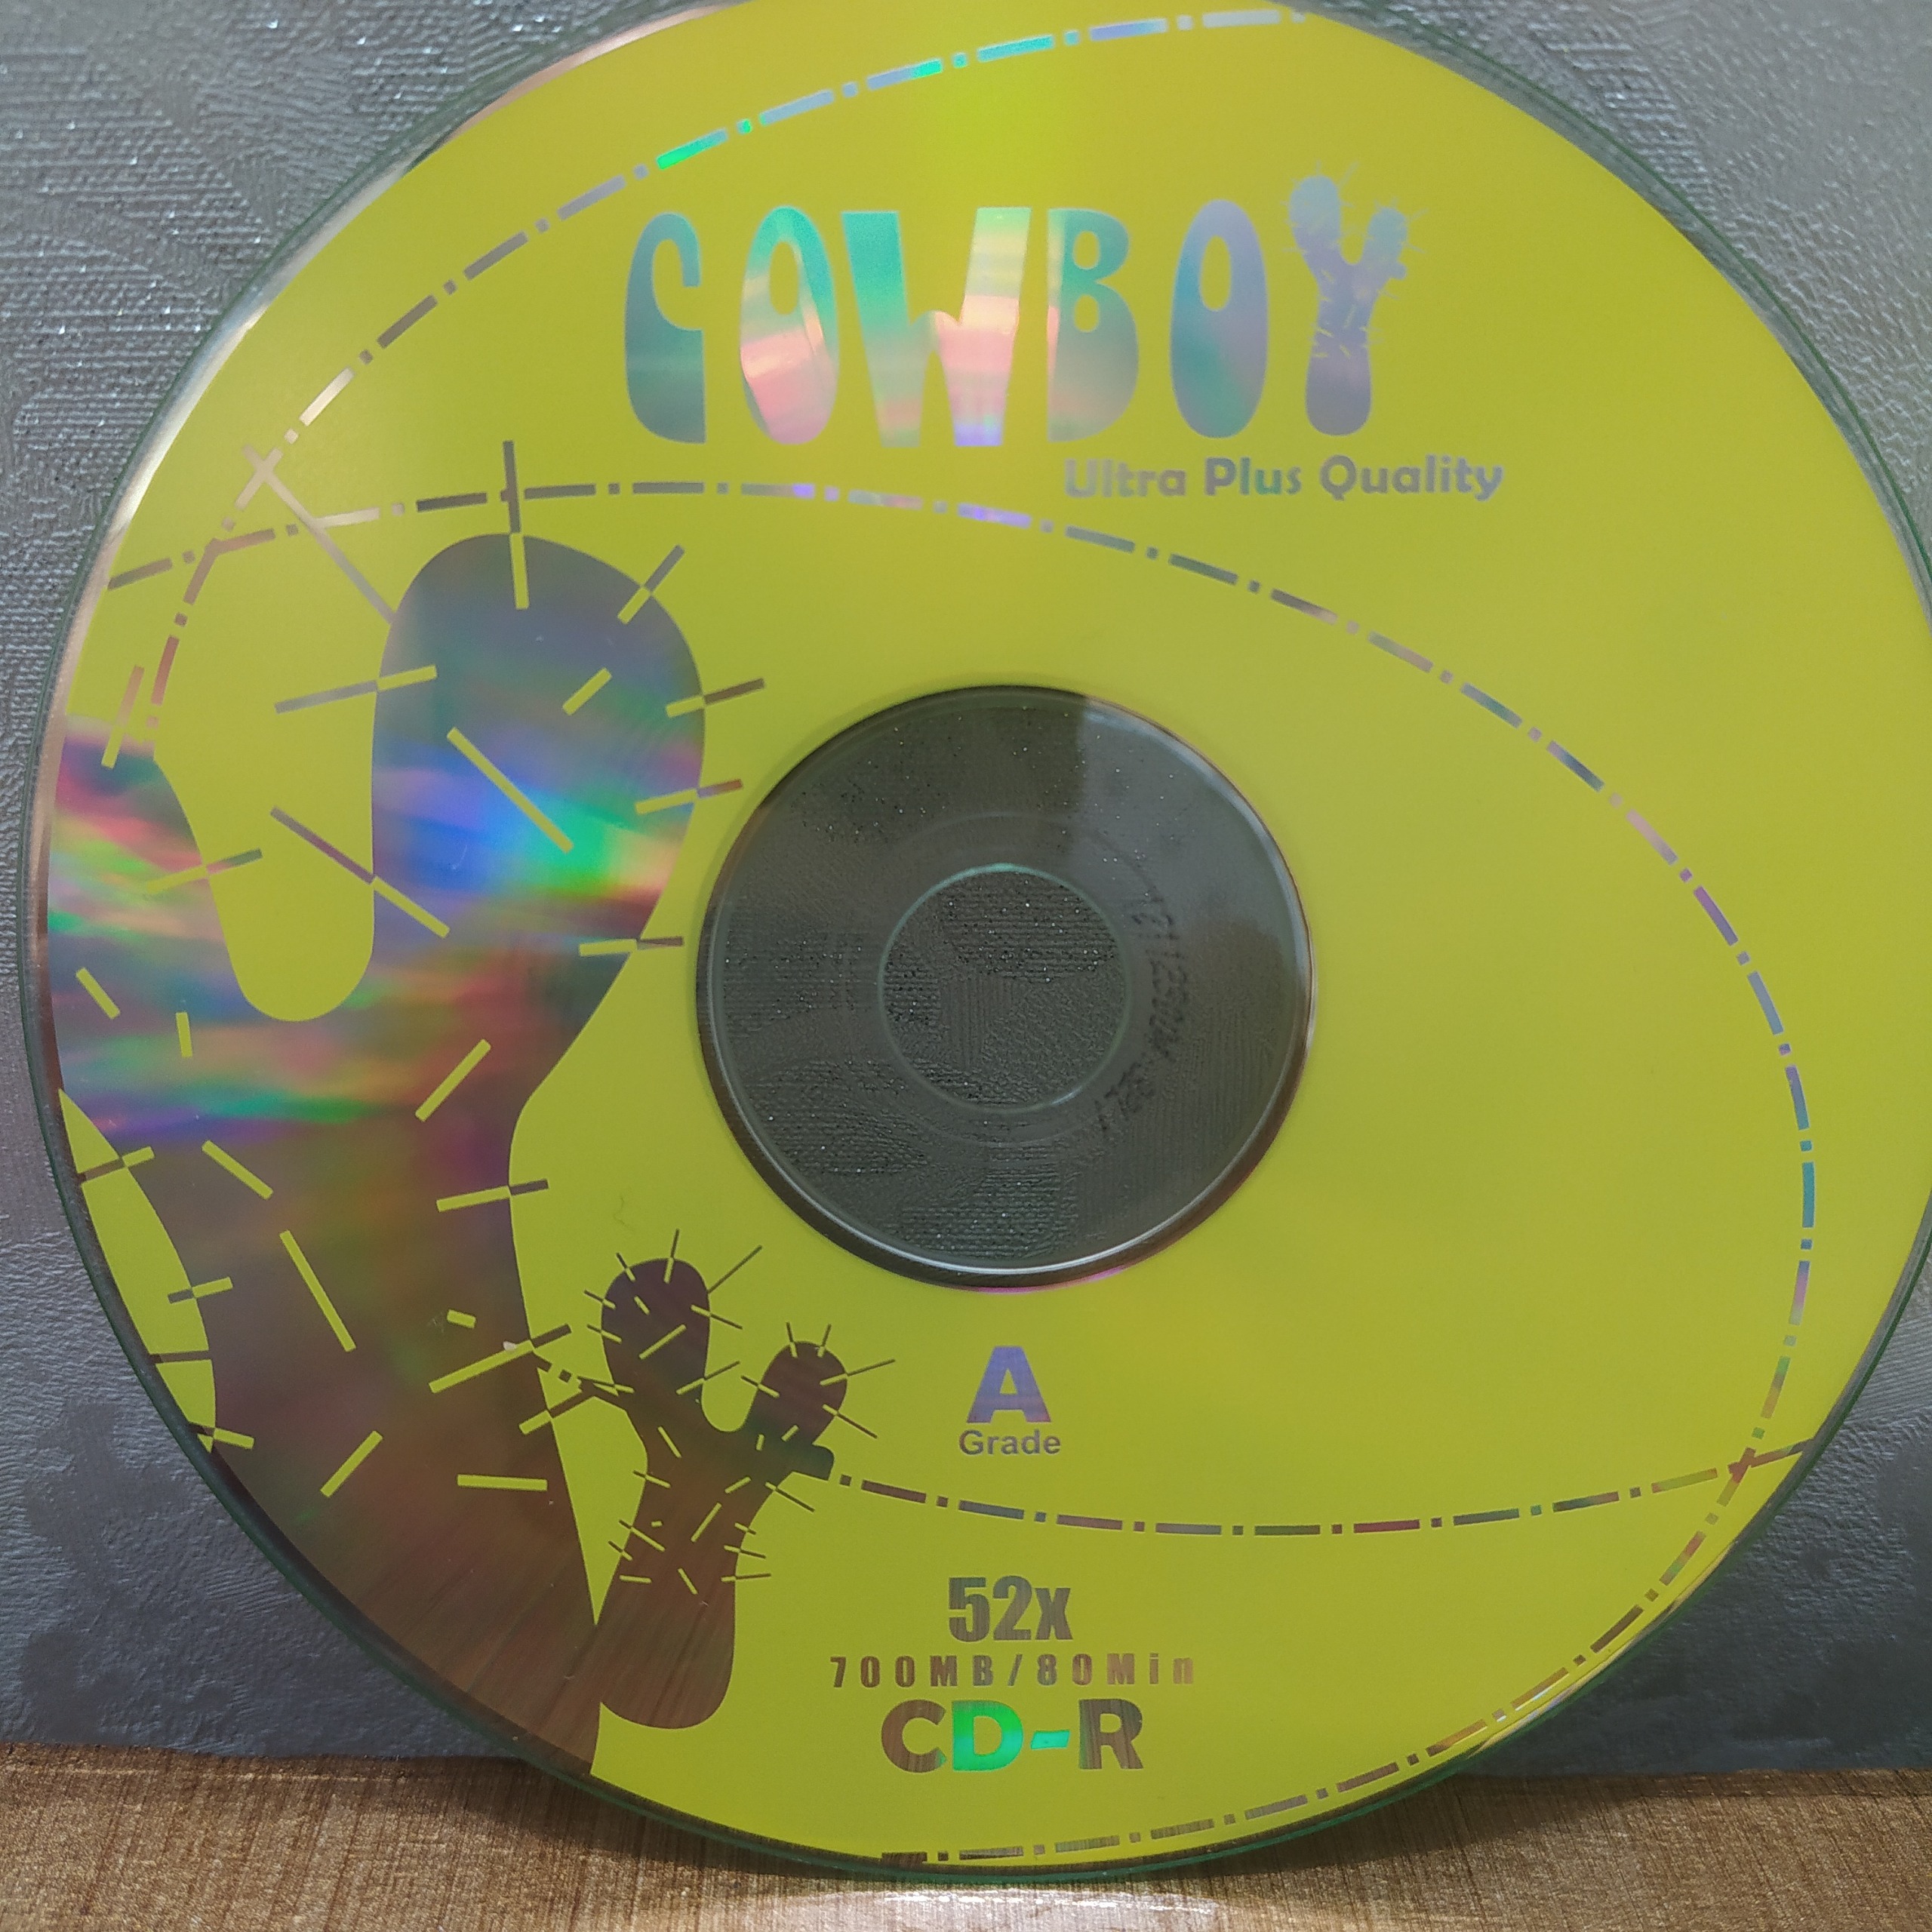 COWBOY
Ultra Plus Quality
A
Grade
52x
700MB/80Min
CD-R